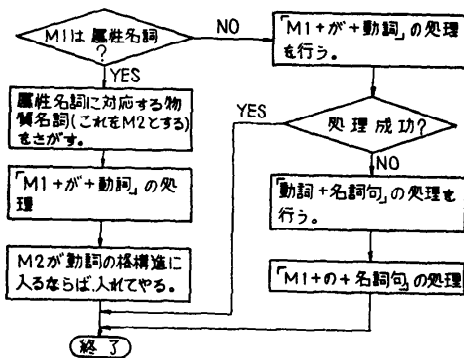 M1は属性名詞
?
NO
YES
「M1+が+動詞」の処理
を行う。
属性名詞に対応する物
質名詞(これをM2とする)
をさがす。
YES
処理成功?
NO
「M1+が+動詞」の処
理
「動詞+名詞句」の処理を
行う。
M2が動詞の格構造に
入るならば、入れてやる。
「M1+の+名詞句」の処理
終了